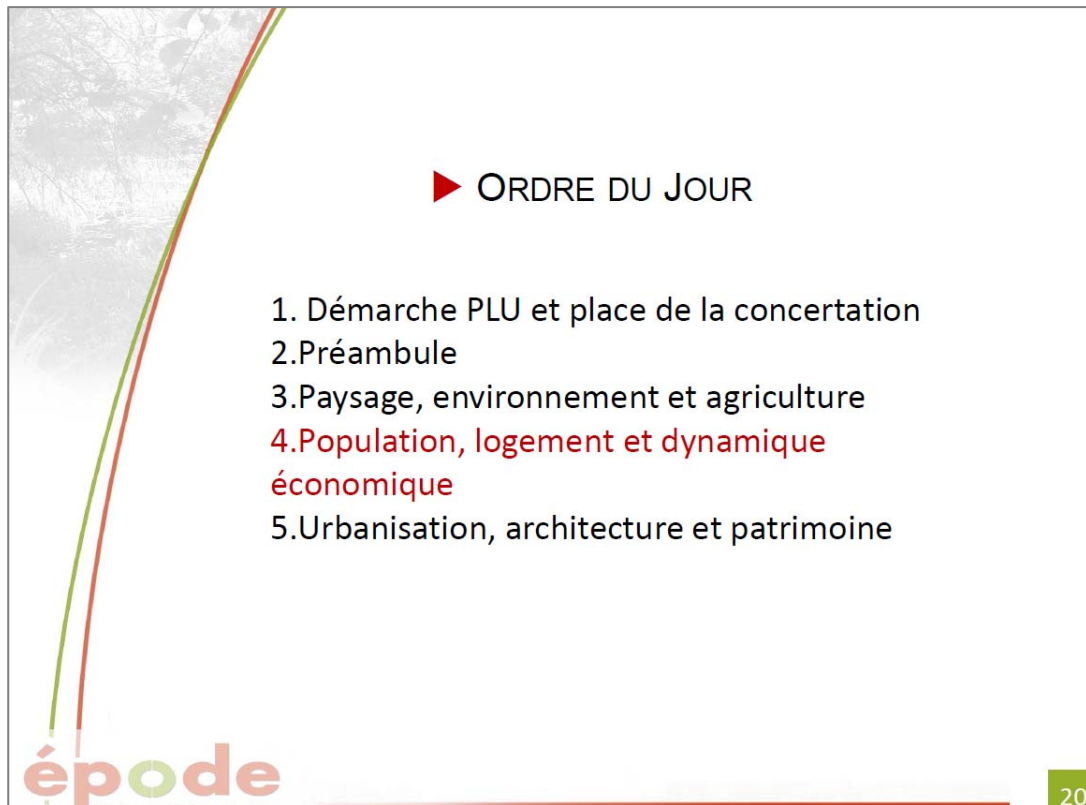 ORDRE DU JOUR
1. Démarche PLU et place de la concertation
2.Préambule
3.Paysage, environnement et agriculture
4.Population, logement et dynamique
économique
5.Urbanisation, architecture et patrimoine
épode
20